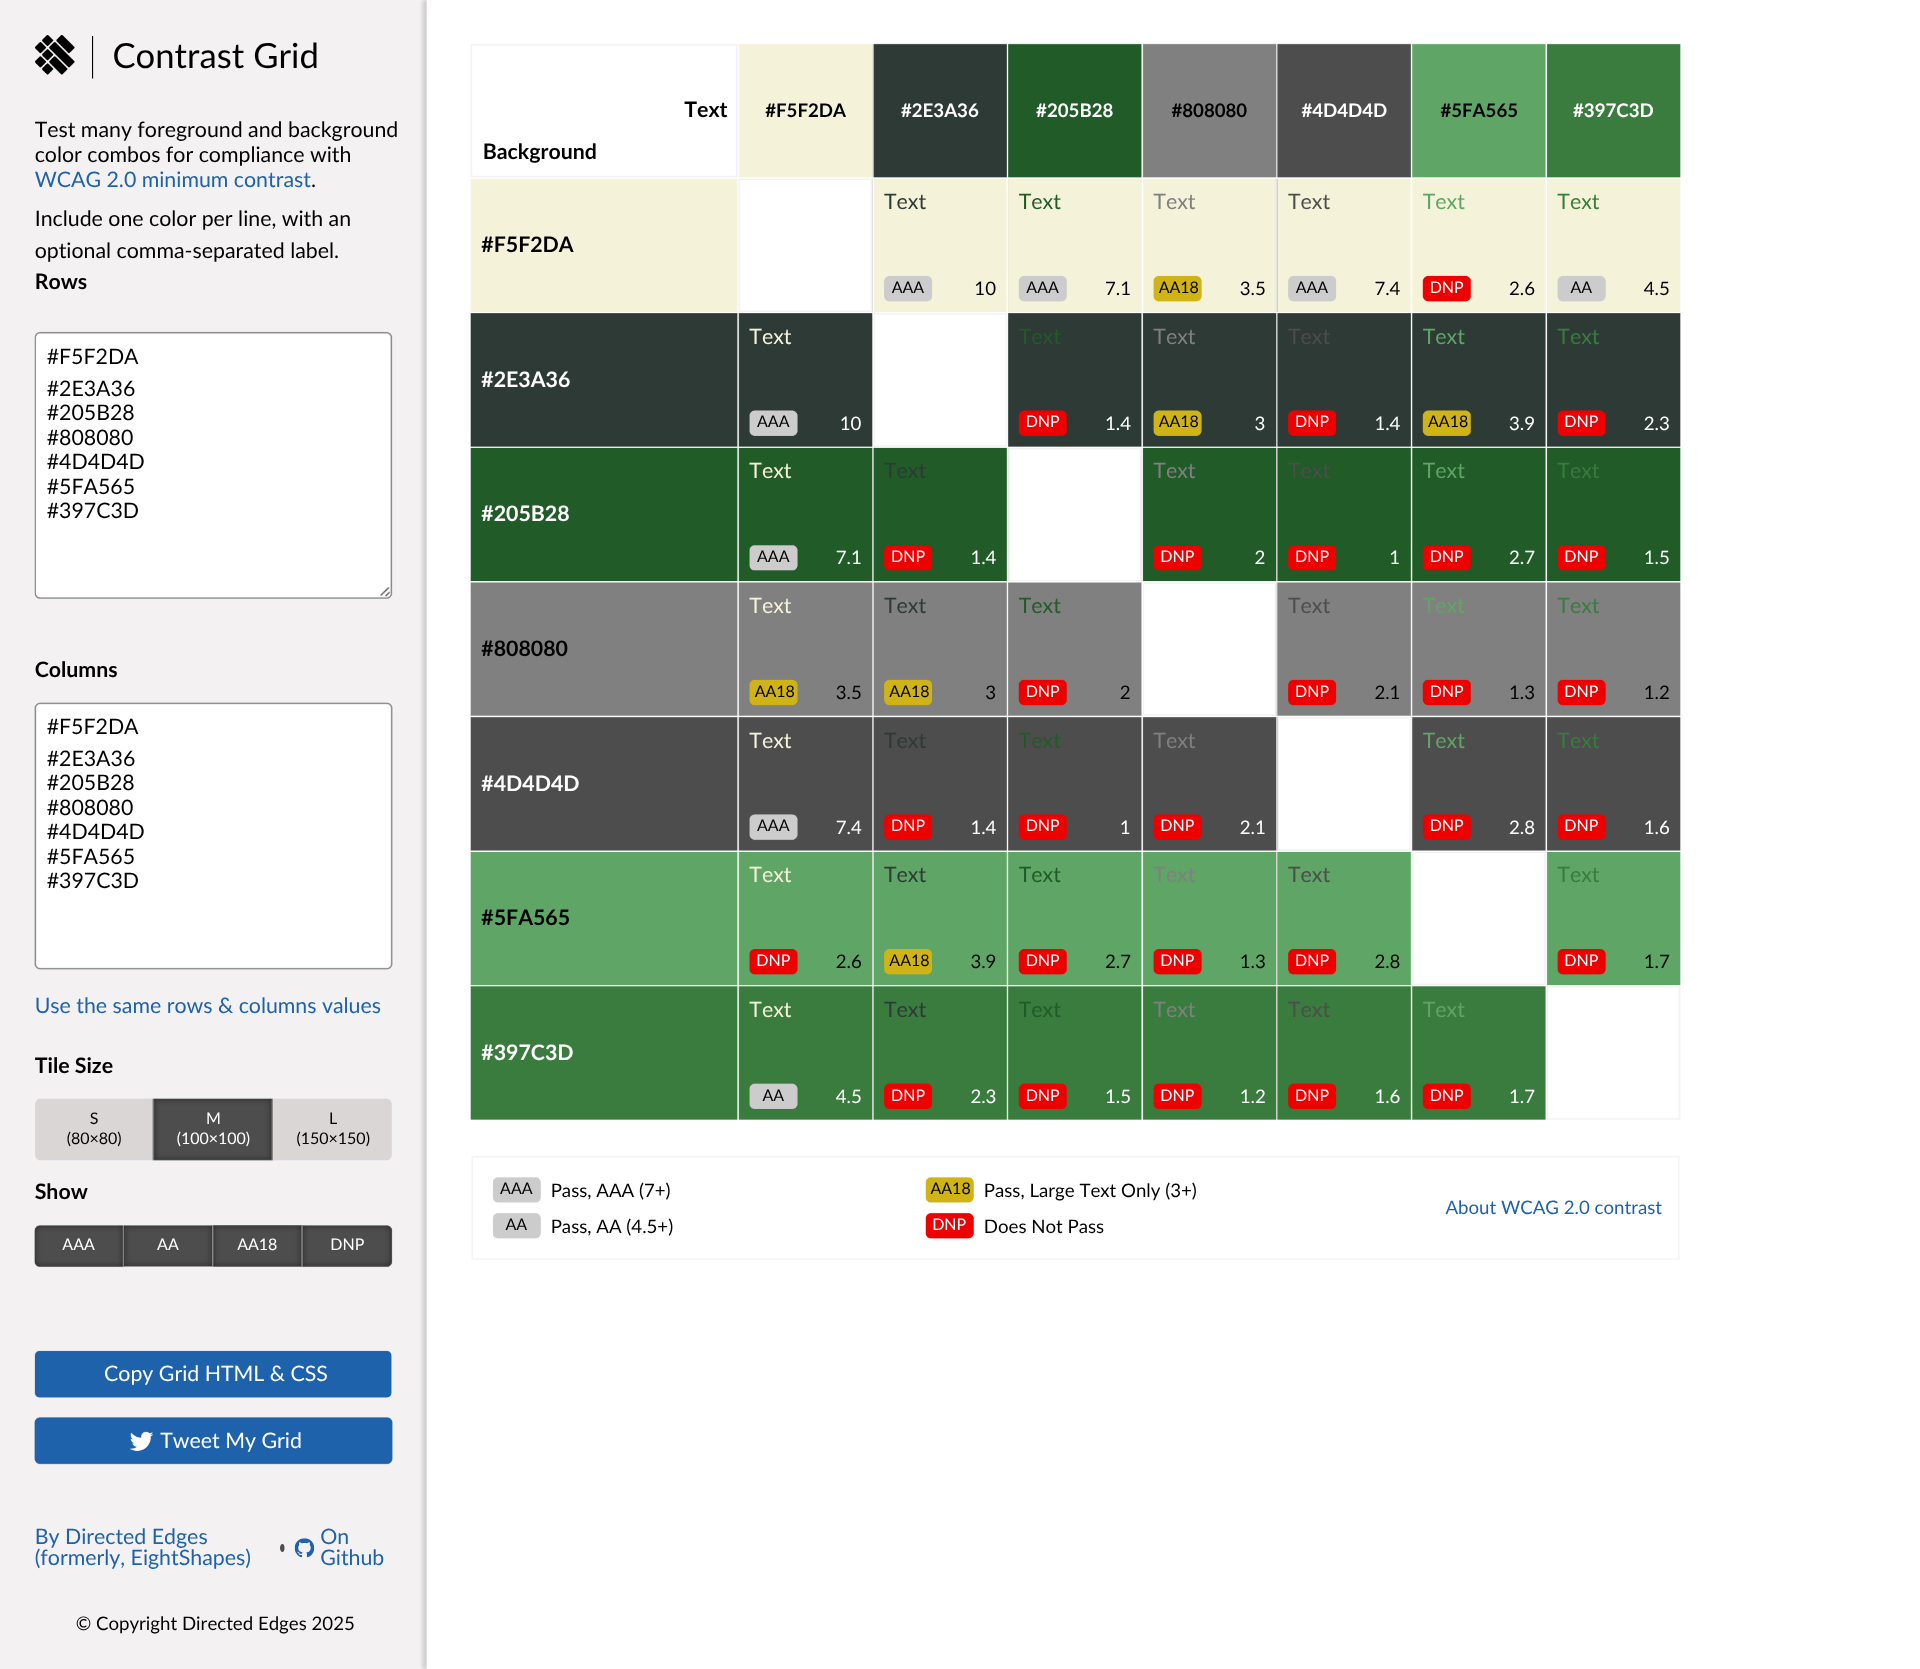 Contrast Grid
Test many foreground and background
color combos for compliance with
WCAG 2.0 minimum contrast.
Include one color per line, with an
optional comma-separated label.
Rows
#F5F2DA
#2E3A36
#205B28
#808080
#4D4D4D
#5FA565
#397C3D
Columns
#F5F2DA
#2E3A36
#205B28
#808080
#4D4D4D
#5FA565
#397C3D
Use the same rows & columns values
Tile Size
S M L
(80×80) (100×100) (150×150)
Show
AAA AA AA18 DNP
Copy Grid HTML & CSS
Tweet My Grid
By Directed Edges
(formerly, EightShapes)
•
On
Github
© Copyright Directed Edges 2025
Text #F5F2DA #2E3A36 #205B28 #808080 #4D4D4D #5FA565 #397C3D
Background
Text Text Text Text Text Text
#F5F2DA
AAA 10 AAA 7.1 AA18 3.5 AAA 7.4 DNP 2.6 AA 4.5
Text Text Text Text Text Text
#2E3A36
AAA 10 DNP 1.4 AA18 3 DNP 1.4 AA18 3.9 DNP 2.3
Text Text Text Text Text Text
#205B28
AAA 7.1 DNP 1.4 DNP 2 DNP 1 DNP 2.7 DNP 1.5
Text Text Text Text Text Text
#808080
AA18 3.5 AA18 3 DNP 2 DNP 2.1 DNP 1.3 DNP 1.2
Text Text Text Text Text Text
#4D4D4D
AAA 7.4 DNP 1.4 DNP 1 DNP 2.1 DNP 2.8 DNP 1.6
Text Text Text Text Text Text
#5FA565
DNP 2.6 AA18 3.9 DNP 2.7 DNP 1.3 DNP 2.8 DNP 1.7
Text Text Text Text Text Text
#397C3D
AA 4.5 DNP 2.3 DNP 1.5 DNP 1.2 DNP 1.6 DNP 1.7
AAA Pass, AAA (7+)
AA Pass, AA (4.5+)
AA18 Pass, Large Text Only (3+)
DNP Does Not Pass
About WCAG 2.0 contrast